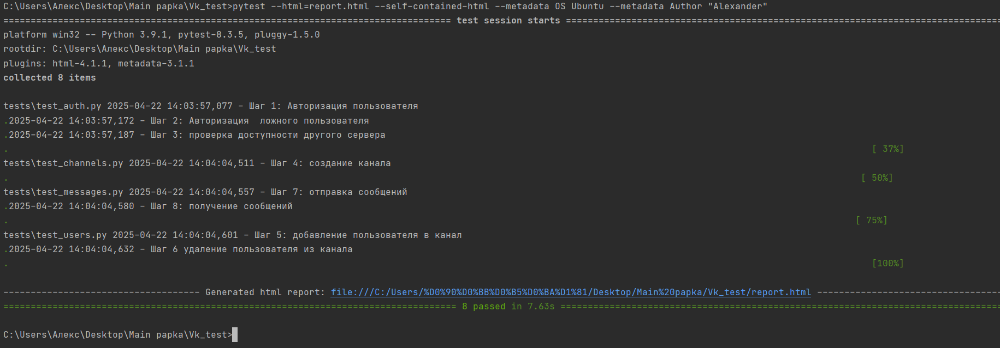 C:\Users\Алекс\Desktop\Main papka\Vk_test>pytest --html=report.html --self-contained-html --metadata OS Ubuntu --metadata Author "Alexander"
================================================================================== test session starts ================================================================================
platform win32 -- Python 3.9.1, pytest-8.3.5, pluggy-1.5.0
rootdir: C:\Users\Алекс\Desktop\Main papka\Vk_test
plugins: html-4.1.1, metadata-3.1.1
collected 8 items
tests\test_auth.py 2025-04-22 14:03:57,077 - Шаг 1: Авторизация пользователя
.2025-04-22 14:03:57,172 - Шаг 2: Авторизация  ложного пользователя
.2025-04-22 14:03:57,187 - Шаг 3: проверка доступности другого сервера
. [ 37%]
tests\test_channels.py 2025-04-22 14:04:04,511 - Шаг 4: создание канала
. [ 50%]
tests\test_messages.py 2025-04-22 14:04:04,557 - Шаг 7: отправка сообщений
.2025-04-22 14:04:04,580 - Шаг 8: получение сообщений
. [ 75%]
tests\test_users.py 2025-04-22 14:04:04,601 - Шаг 5: добавление пользователя в канал
.2025-04-22 14:04:04,632 - Шаг 6 удаление пользователя из канала
. [100%]
------------------------------------ Generated html report: file:///C:/Users/%D0%90%D0%BB%D0%B5%D0%BA%D1%81/Desktop/Main%20papka/Vk_test/report.html ----------------------------------
=================================================================================== 8 passed in 7.63s =================================================================================
C:\Users\Алекс\Desktop\Main papka\Vk_test>